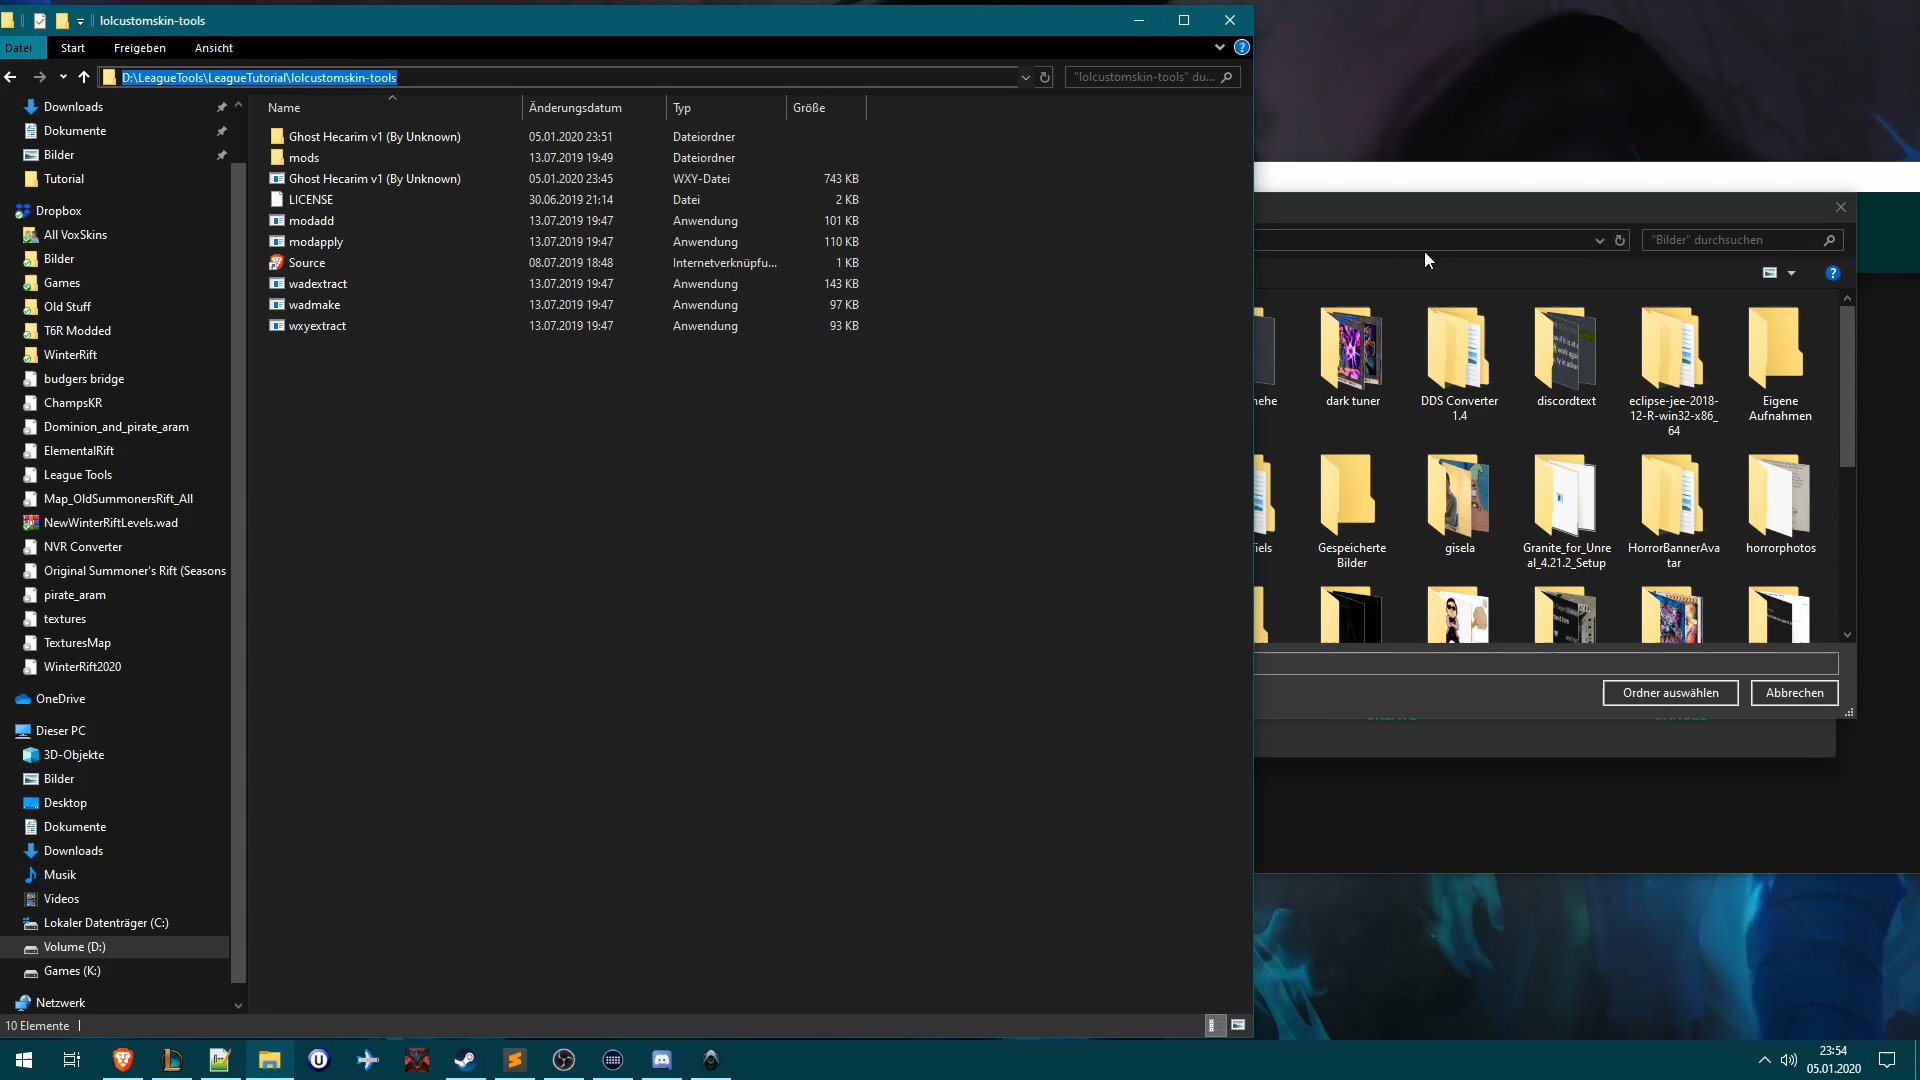 lolcustomskin-tools
Datei
Start
Freigeben
Ansicht
D:\LeagueTools\LeagueTutorial\lolcustomskin-tools
"lolcustomskin-tools" du...
Downloads
Dokumente
Bilder
Tutorial
Dropbox
All VoxSkins
Bilder
Games
Old Stuff
T6R Modded
WinterRift
budgers bridge
ChampsKR
Dominion_and_pirate_aram
ElementalRift
League Tools
Map_OldSummonersRift_All
NewWinterRiftLevels.wad
NVR Converter
Original Summoner's Rift (Seasons
pirate_aram
textures
TexturesMap
WinterRift2020
OneDrive
Dieser PC
3D-Objekte
Bilder
Desktop
Dokumente
Downloads
Musik
Videos
Lokaler Datenträger (C:)
Volume (D:)
Games (K:)
Netzwerk
Name Änderungsdatum Typ Größe
Ghost Hecarim v1 (By Unknown) 05.01.2020 23:51 Dateiordner
mods 13.07.2019 19:49 Dateiordner
Ghost Hecarim v1 (By Unknown) 05.01.2020 23:45 WXY-Datei 743 KB
LICENSE 30.06.2019 21:14 Datei 2 KB
modadd 13.07.2019 19:47 Anwendung 101 KB
modapply 13.07.2019 19:47 Anwendung 110 KB
Source 08.07.2019 18:48 Internetverknüpfu... 1 KB
wadextract 13.07.2019 19:47 Anwendung 143 KB
wadmake 13.07.2019 19:47 Anwendung 97 KB
wxyextract 13.07.2019 19:47 Anwendung 93 KB
10 Elemente
"Bilder" durchsuchen
dark tuner
DDS Converter
1.4
discordtext
eclipse-jee-2018-
12-R-win32-x86_
64
Eigene
Aufnahmen
Gespeicherte
Bilder
gisela
Granite_for_Unre
al_4.21.2_Setup
HorrorBannerAva
tar
horrorphotos
Ordner auswählen
Abbrechen
23:54
05.01.2020